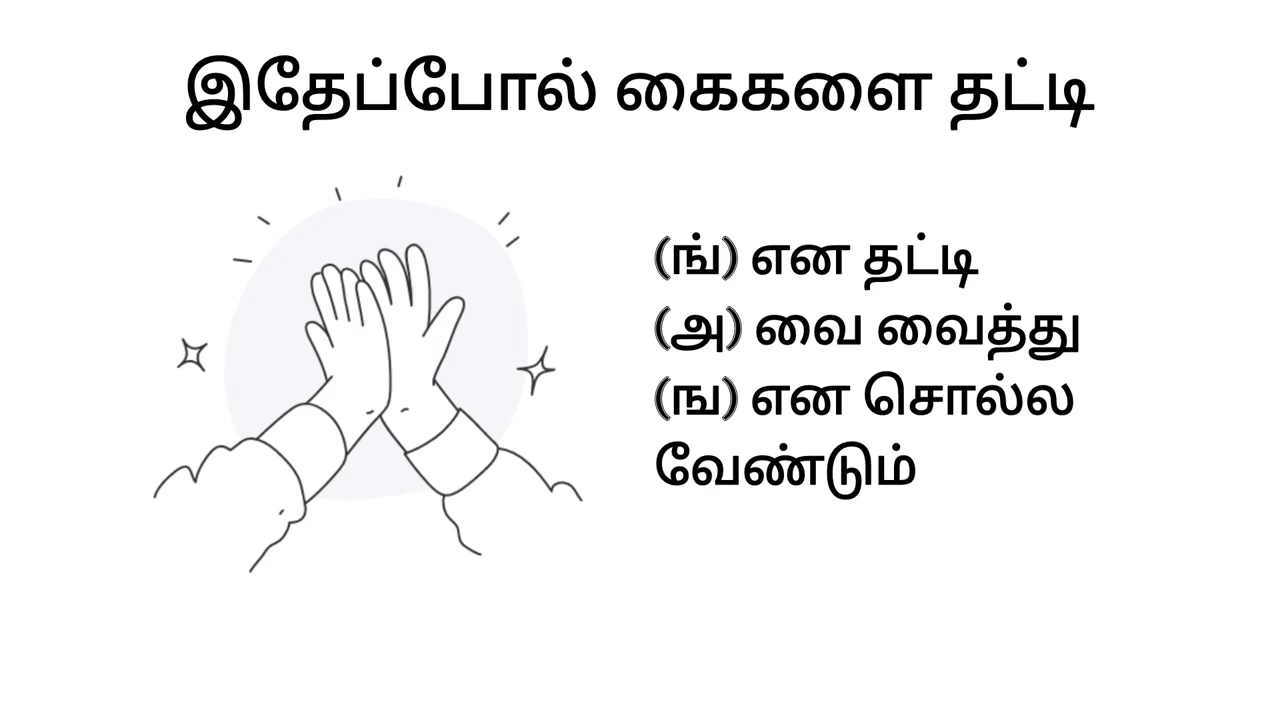 இதேப்போல் கைகளை தட்டி
(ங்) என தட்டி
(அ) வை வைத்து
(ங) என சொல்ல
வேண்டும்